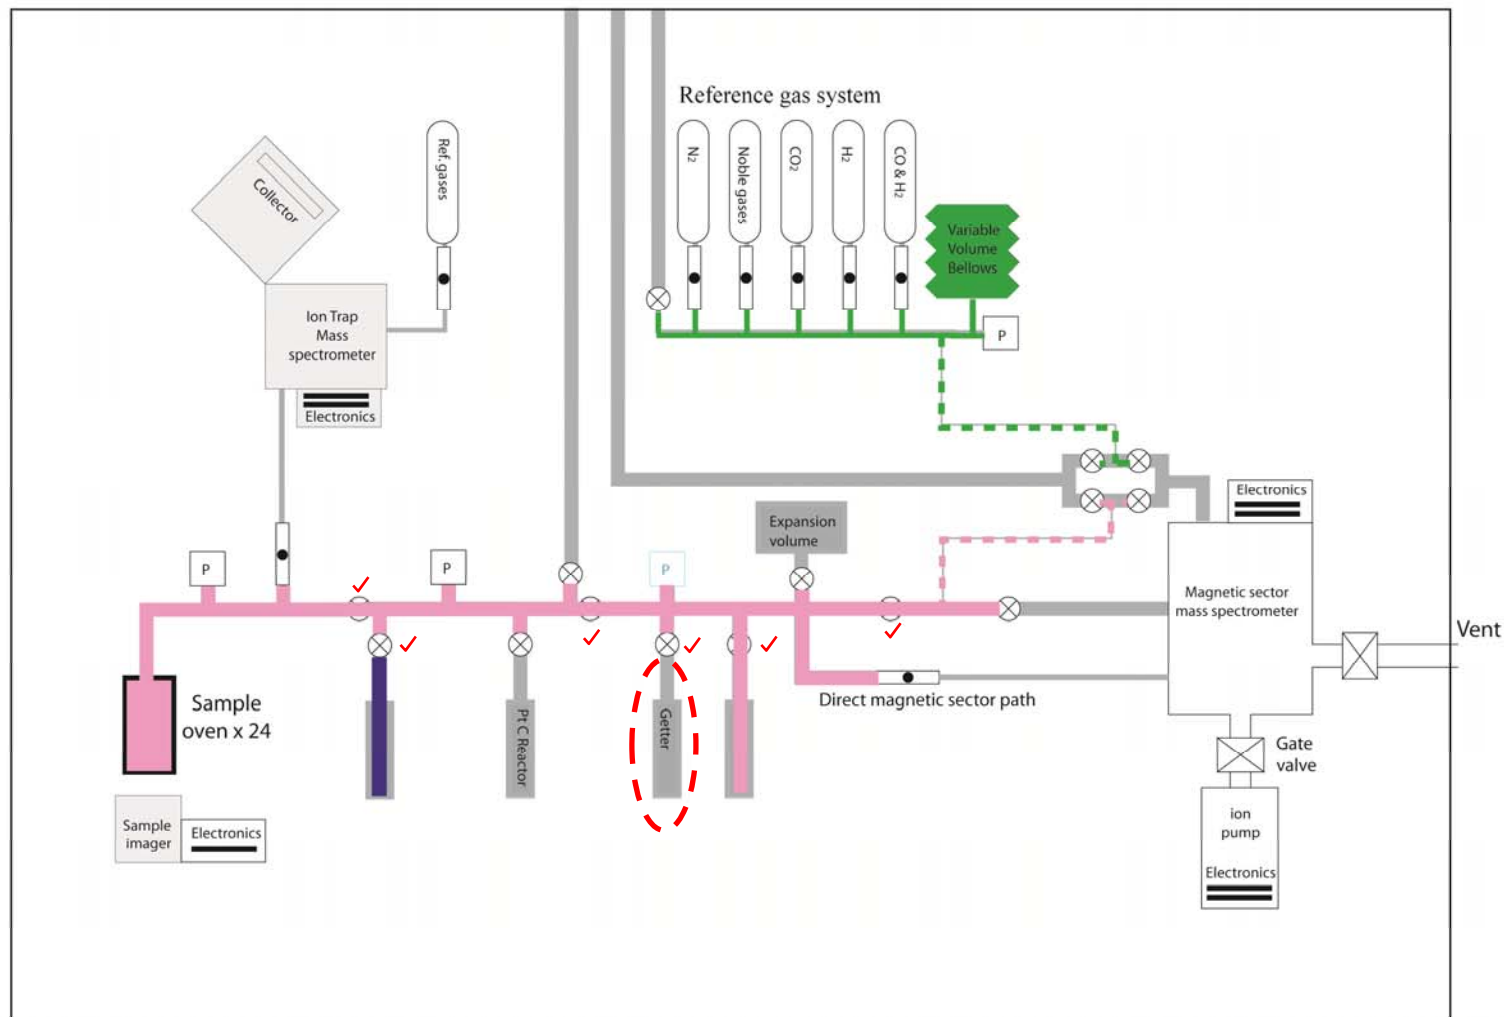 Reference gas system
Ref. gases
N2
Noble gases
CO2
H2
CO & H2
Collector
Variable
Volume
Bellows
Ion Trap
Mass
spectrometer
P
Electronics
Electronics
Expansion
volume
P
P
P
Magnetic sector
mass spectrometer
Vent
Sample
oven x 24
Pt C Reactor
Getter
Direct magnetic sector path
Gate
valve
Sample
imager
Electronics
ion
pump
Electronics